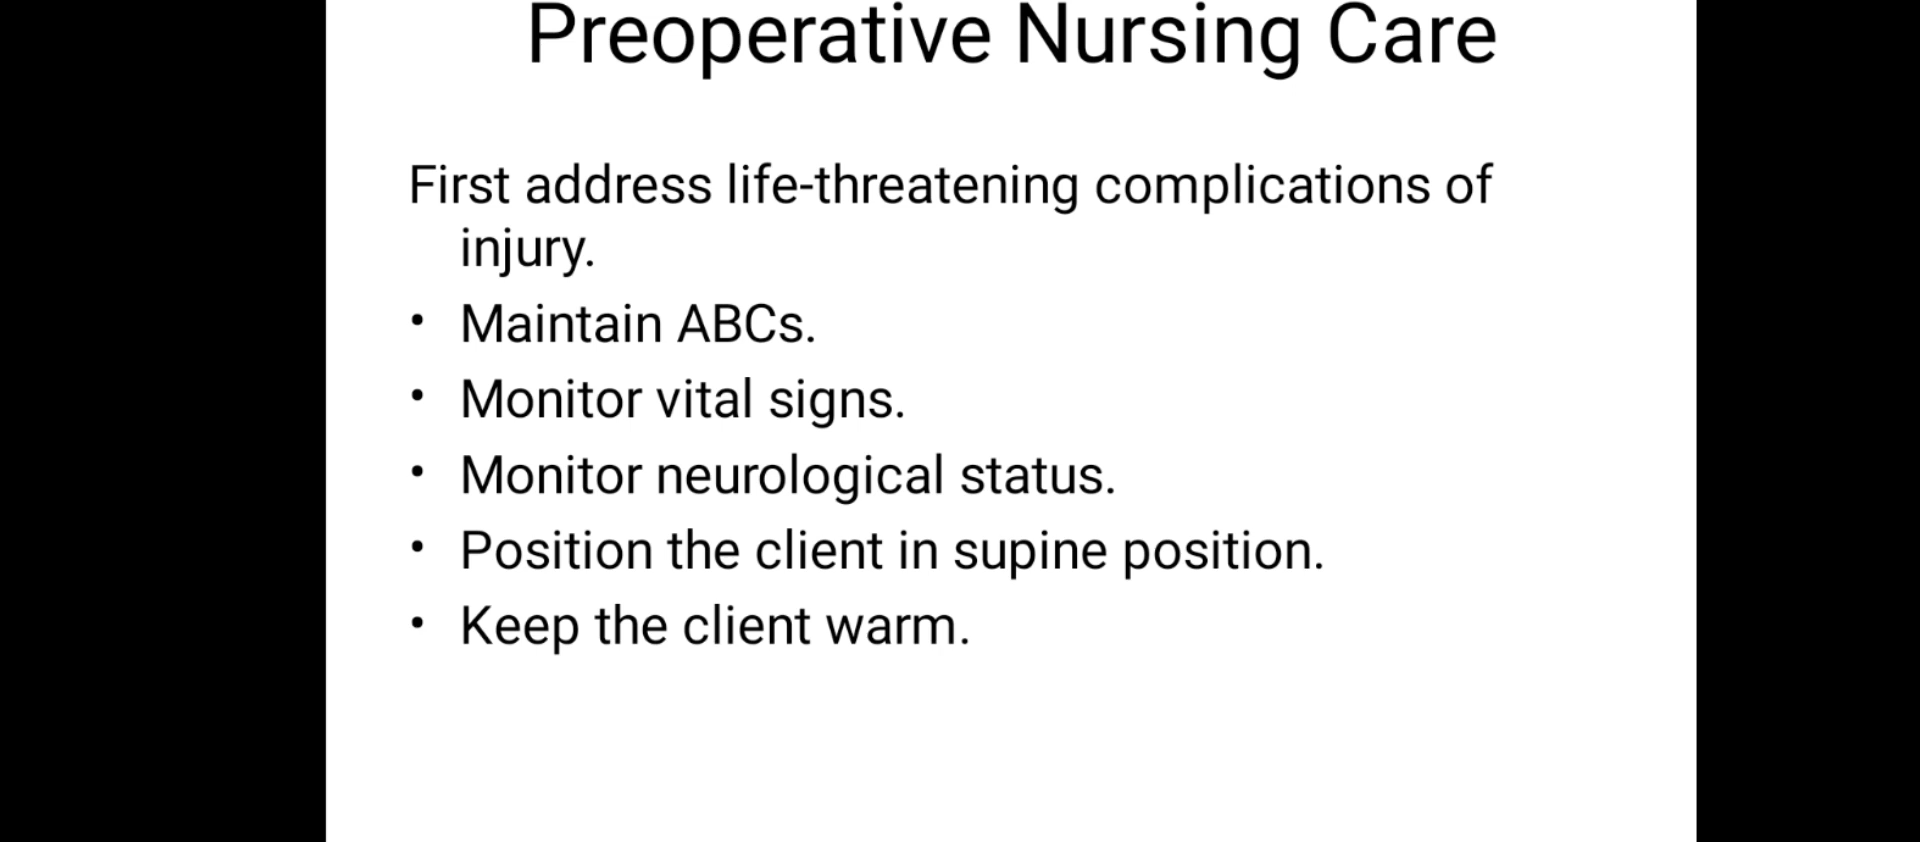 Preoperative Nursing Care
First address life-threatening complications of
injury.
• Maintain ABCs.
• Monitor vital signs.
• Monitor neurological status.
• Position the client in supine position.
• Keep the client warm.